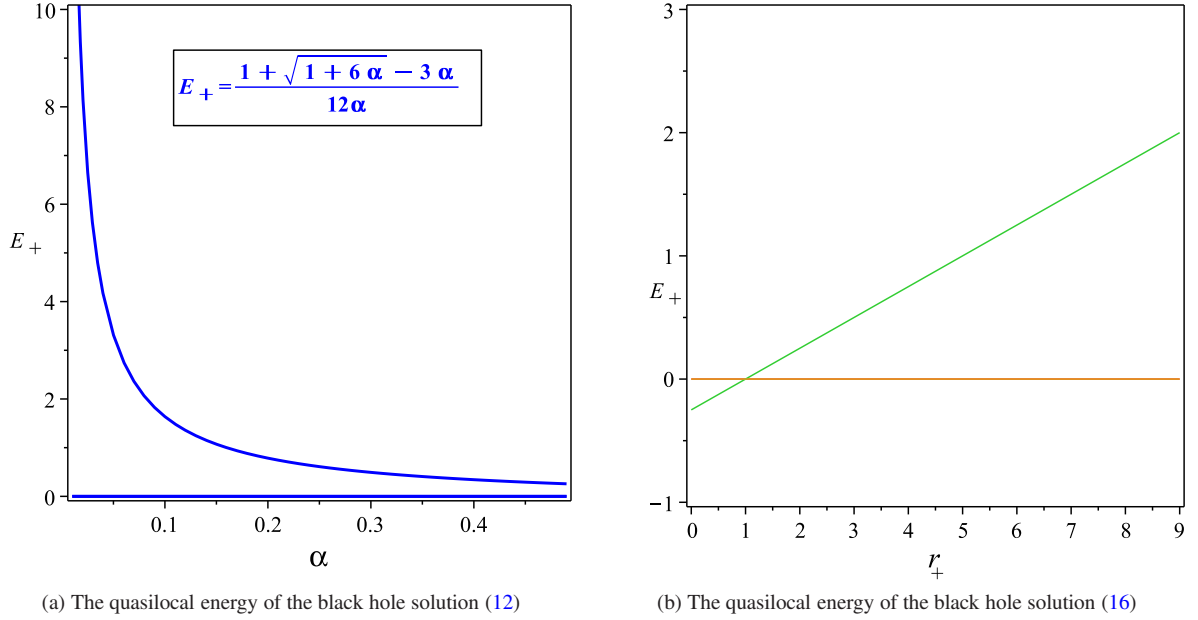 10
8
6
4
2
0
E₊
E₊ = (1 + √(1 + 6 α) − 3 α) / (12α)
0.1 0.2 0.3 0.4
α
(a) The quasilocal energy of the black hole solution (12)
3
2
1
0
−1
E₊
0 1 2 3 4 5 6 7 8 9
r₊
(b) The quasilocal energy of the black hole solution (16)